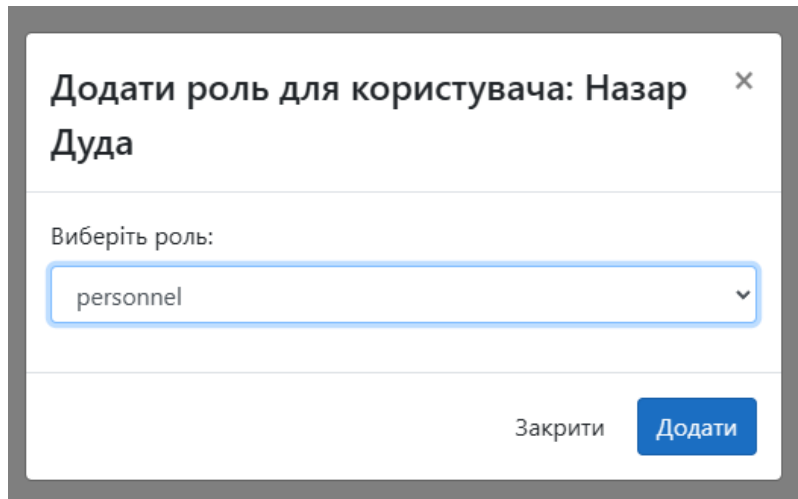 Додати роль для користувача: Назар
Дуда
×
Виберіть роль:
personnel
Закрити
Додати